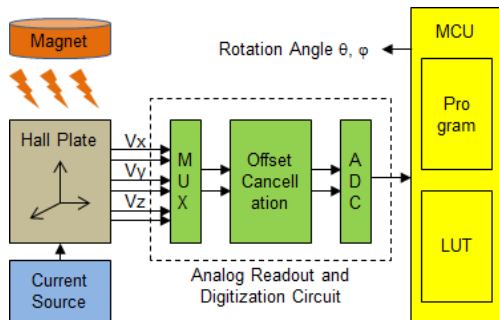 Magnet
Rotation Angle θ, φ
MCU
Pro
gram
LUT
Hall Plate
Vx
Vy
Vz
M
U
X
Offset
Cancell
ation
A
D
C
Current
Source
Analog Readout and
Digitization Circuit